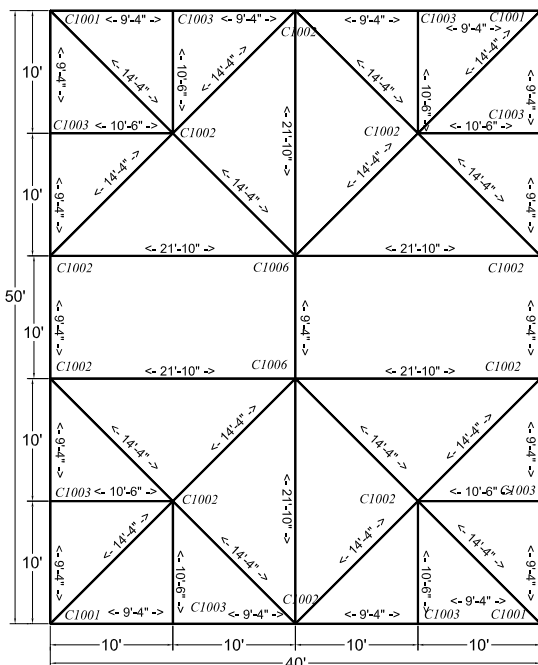 C1001 <- 9'-4" -> C1003 <- 9'-4" -> C1002 C1003 <- 9'-4" -> C1001
10' <- 9'-4" -> <- 14'-4" -> <- 10'-6" -> <- 14'-4" -> <- 14'-4" -> <- 10'-6" -> <- 14'-4" -> <- 9'-4" ->
C1003 <- 10'-6" -> C1002 <- 21'-10" -> C1002 <- 10'-6" -> C1003
10' <- 9'-4" -> <- 14'-4" -> <- 14'-4" -> <- 14'-4" -> <- 14'-4" -> <- 9'-4" ->
<- 21'-10" -> <- 21'-10" ->
C1002 C1006 C1002
50' 10' <- 9'-4" -> <- 9'-4" -> <- 9'-4" ->
C1002 C1006 C1002
<- 21'-10" -> <- 21'-10" ->
10' <- 9'-4" -> <- 14'-4" -> <- 14'-4" -> <- 14'-4" -> <- 14'-4" -> <- 9'-4" ->
C1003 <- 10'-6" -> C1002 <- 21'-10" -> C1002 <- 10'-6" -> C1003
10' <- 9'-4" -> <- 14'-4" -> <- 10'-6" -> <- 14'-4" -> <- 14'-4" -> <- 10'-6" -> <- 14'-4" -> <- 9'-4" ->
C1001 <- 9'-4" -> C1003 <- 9'-4" -> C1002 <- 9'-4" -> C1003 <- 9'-4" -> C1001
10' 10' 10' 10'
40'